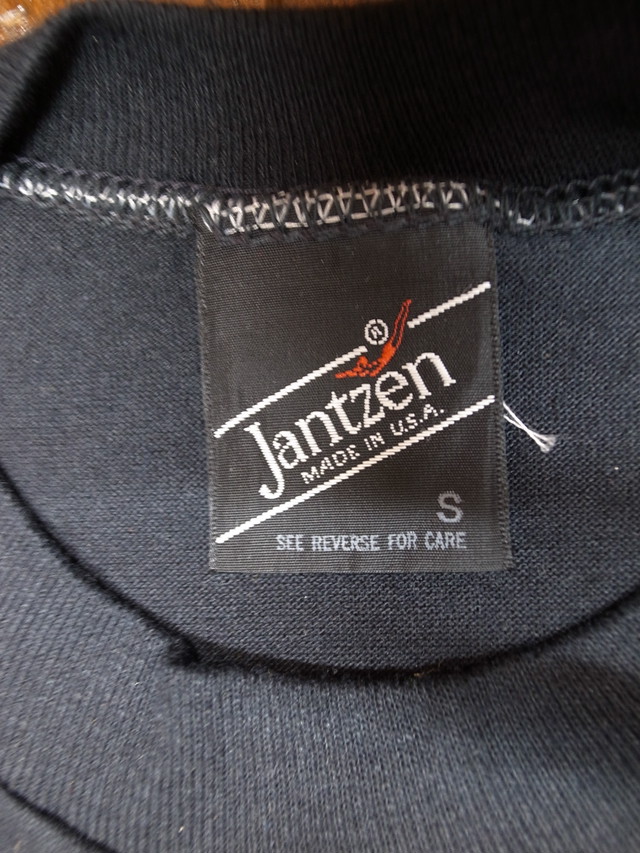 ®
Jantzen
MADE IN U.S.A.
S
SEE REVERSE FOR CARE